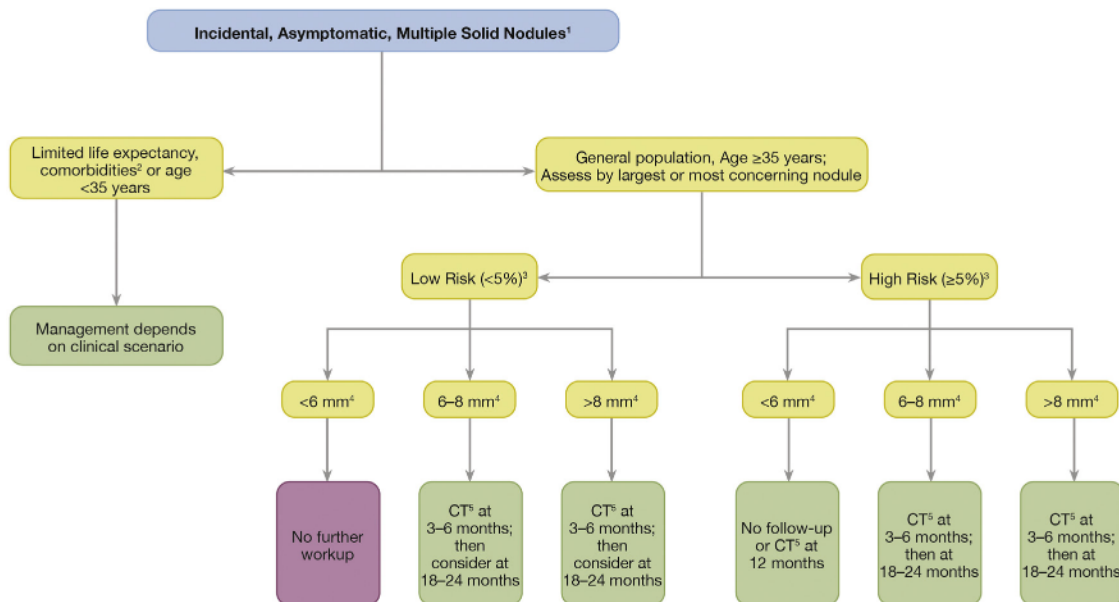 Incidental, Asymptomatic, Multiple Solid Nodules¹
Limited life expectancy,
comorbidities² or age
<35 years
General population, Age ≥35 years;
Assess by largest or most concerning nodule
Low Risk (<5%)³
High Risk (≥5%)³
Management depends
on clinical scenario
<6 mm⁴
6–8 mm⁴
>8 mm⁴
<6 mm⁴
6–8 mm⁴
>8 mm⁴
No further
workup
CT⁵ at
3–6 months;
then
consider at
18–24 months
CT⁵ at
3–6 months;
then
consider at
18–24 months
No follow-up
or CT⁵ at
12 months
CT⁵ at
3–6 months;
then at
18–24 months
CT⁵ at
3–6 months;
then at
18–24 months